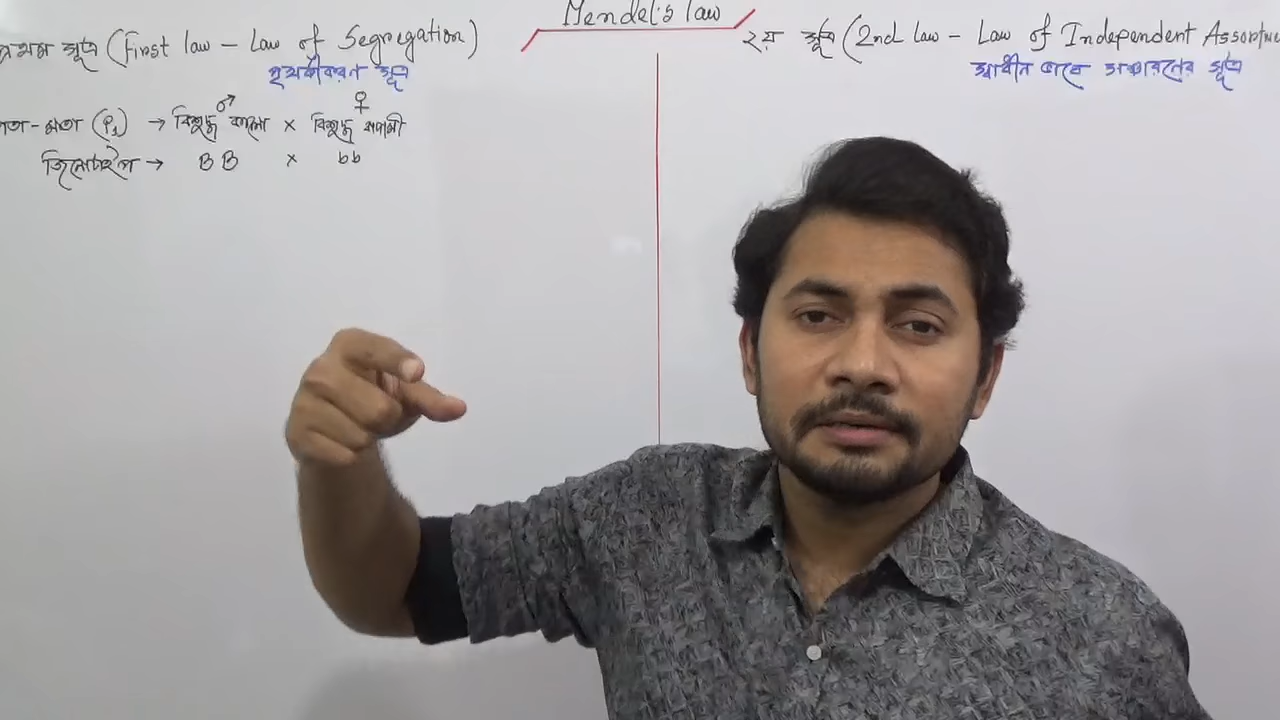 Mendel's law
প্রথম সূত্র (First law - Law of Segregation)
পৃথকীকরণ সূত্র
২য় সূত্র (2nd Law - Law of Independent Assortme
স্বাধীন ভাবে সঞ্চারনের সূত্র
♂ ♀
পিতা-মাতা (P₁) → বিশুদ্ধ কালো × বিশুদ্ধ বাদামী
জিনোটাইপ → BB × bb